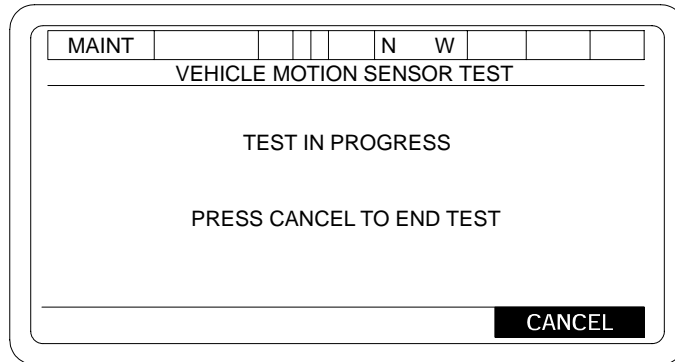 MAINT N W
VEHICLE MOTION SENSOR TEST
TEST IN PROGRESS
PRESS CANCEL TO END TEST
CANCEL